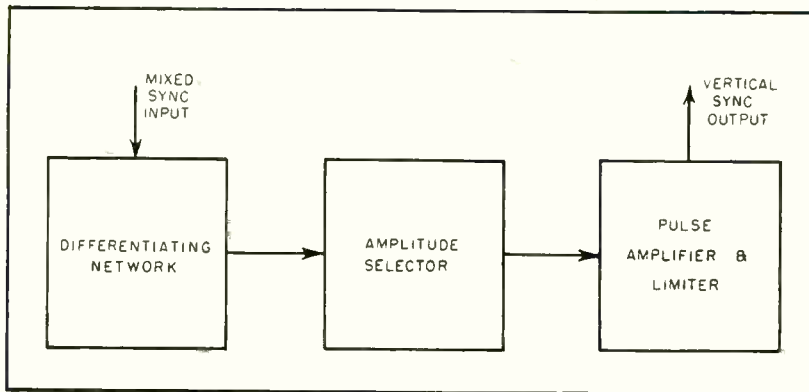 MIXED
SYNC
INPUT
VERTICAL
SYNC
OUTPUT
DIFFERENTIATING
NETWORK
AMPLITUDE
SELECTOR
PULSE
AMPLIFIER &
LIMITER